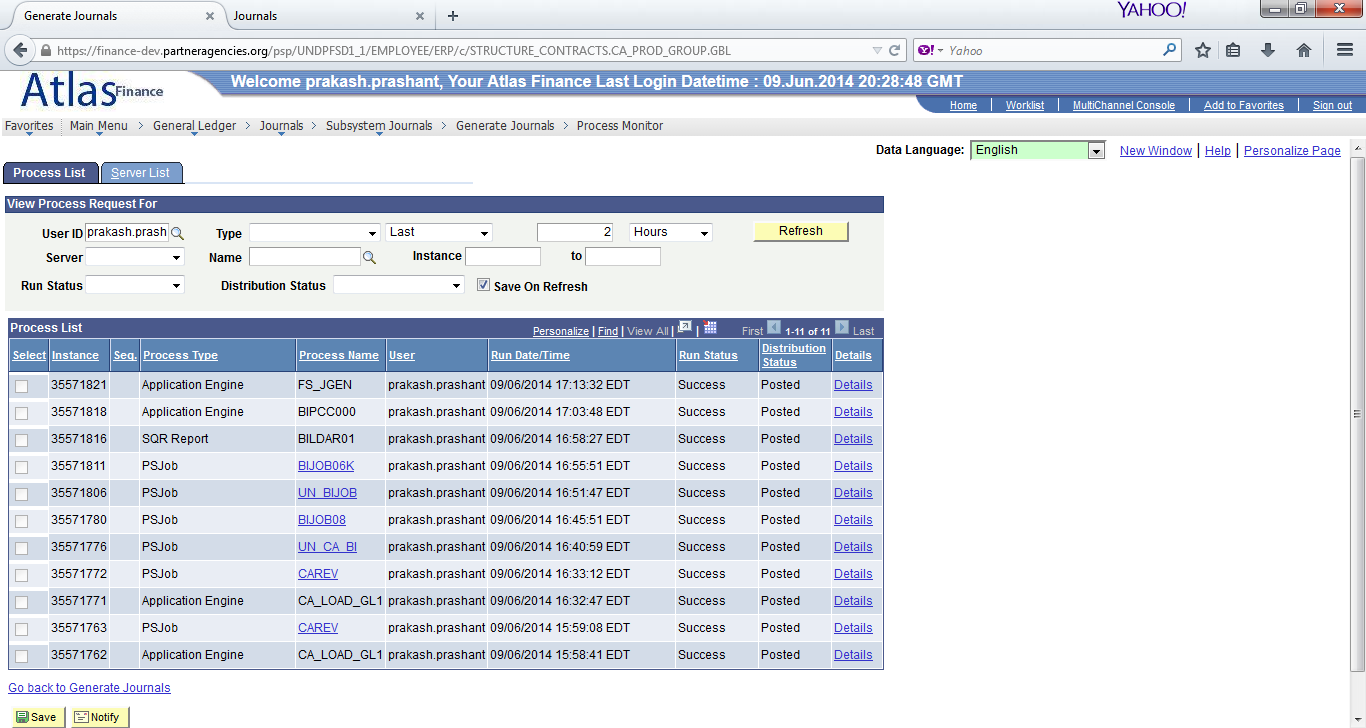 Generate Journals × Journals × +
YAHOO!
https://finance-dev.partneragencies.org/psp/UNDPFSD1_1/EMPLOYEE/ERP/c/STRUCTURE_CONTRACTS.CA_PROD_GROUP.GBL
Yahoo
Atlas Finance
Welcome prakash.prashant, Your Atlas Finance Last Login Datetime : 09.Jun.2014 20:28:48 GMT
Home | Worklist | MultiChannel Console | Add to Favorites | Sign out
Favorites Main Menu > General Ledger > Journals > Subsystem Journals > Generate Journals > Process Monitor
Data Language: English New Window | Help | Personalize Page
Process List Server List
View Process Request For
User ID prakash.prash Type Last 2 Hours Refresh
Server Name Instance to
Run Status Distribution Status Save On Refresh
Process List Personalize | Find | View All | | First 1-11 of 11 Last
Select Instance Seq. Process Type Process Name User Run Date/Time Run Status Distribution Status Details
35571821 Application Engine FS_JGEN prakash.prashant 09/06/2014 17:13:32 EDT Success Posted Details
35571818 Application Engine BIPCC000 prakash.prashant 09/06/2014 17:03:48 EDT Success Posted Details
35571816 SQR Report BILDAR01 prakash.prashant 09/06/2014 16:58:27 EDT Success Posted Details
35571811 PSJob BIJOB06K prakash.prashant 09/06/2014 16:55:51 EDT Success Posted Details
35571806 PSJob UN_BIJOB prakash.prashant 09/06/2014 16:51:47 EDT Success Posted Details
35571780 PSJob BIJOB08 prakash.prashant 09/06/2014 16:45:51 EDT Success Posted Details
35571776 PSJob UN_CA_BI prakash.prashant 09/06/2014 16:40:59 EDT Success Posted Details
35571772 PSJob CAREV prakash.prashant 09/06/2014 16:33:12 EDT Success Posted Details
35571771 Application Engine CA_LOAD_GL1 prakash.prashant 09/06/2014 16:32:47 EDT Success Posted Details
35571763 PSJob CAREV prakash.prashant 09/06/2014 15:59:08 EDT Success Posted Details
35571762 Application Engine CA_LOAD_GL1 prakash.prashant 09/06/2014 15:58:41 EDT Success Posted Details
Go back to Generate Journals
Save Notify